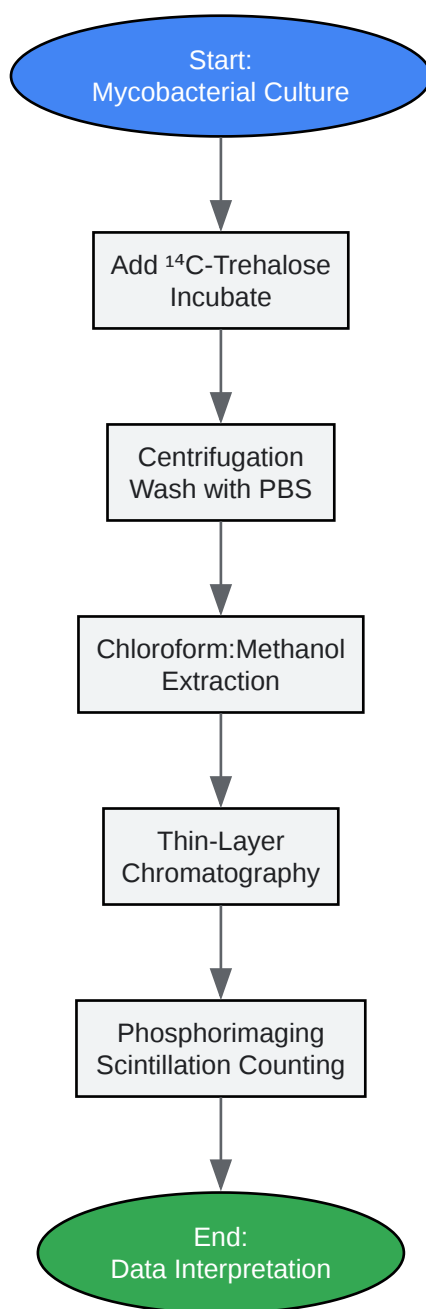 Start:
Mycobacterial Culture
Add ¹⁴C-Trehalose
Incubate
Centrifugation
Wash with PBS
Chloroform:Methanol
Extraction
Thin-Layer
Chromatography
Phosphorimaging
Scintillation Counting
End:
Data Interpretation